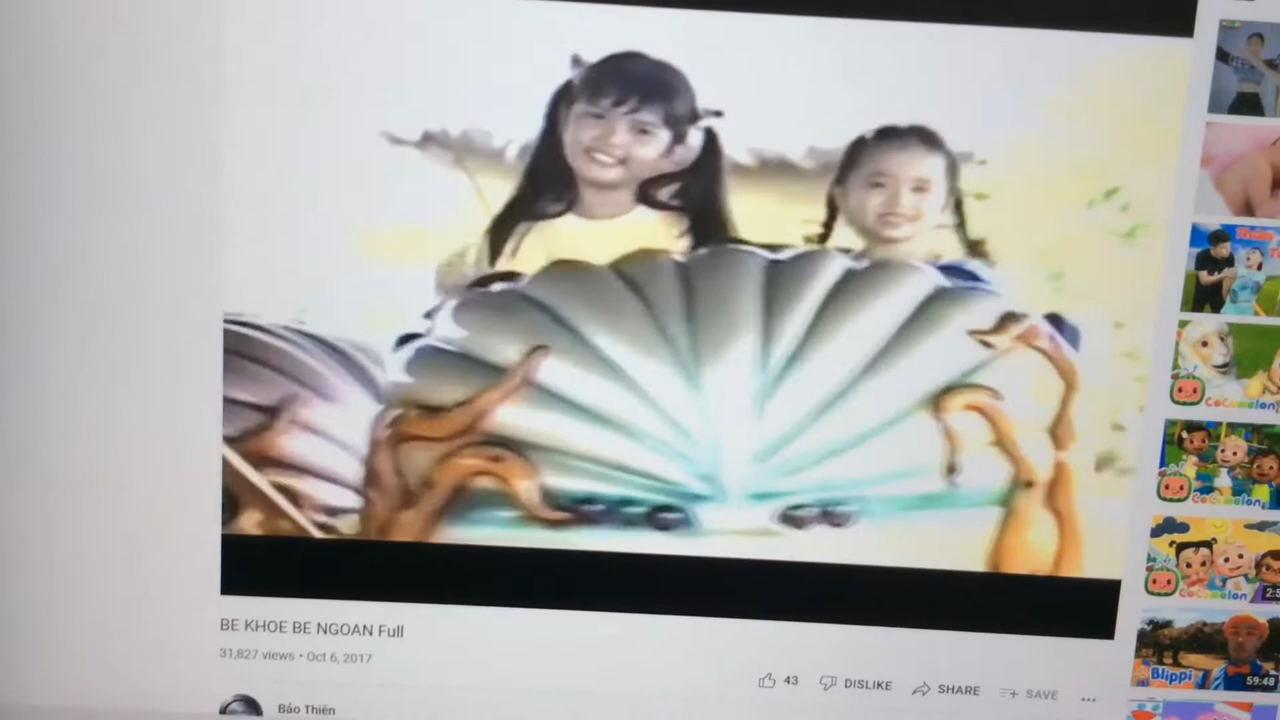 BE KHOE BE NGOAN Full
31,827 views • Oct 6, 2017
43
DISLIKE
SHARE
SAVE
Bảo Thiên
CoComelon
CoComelon
CoComelon
Blippi
59:48